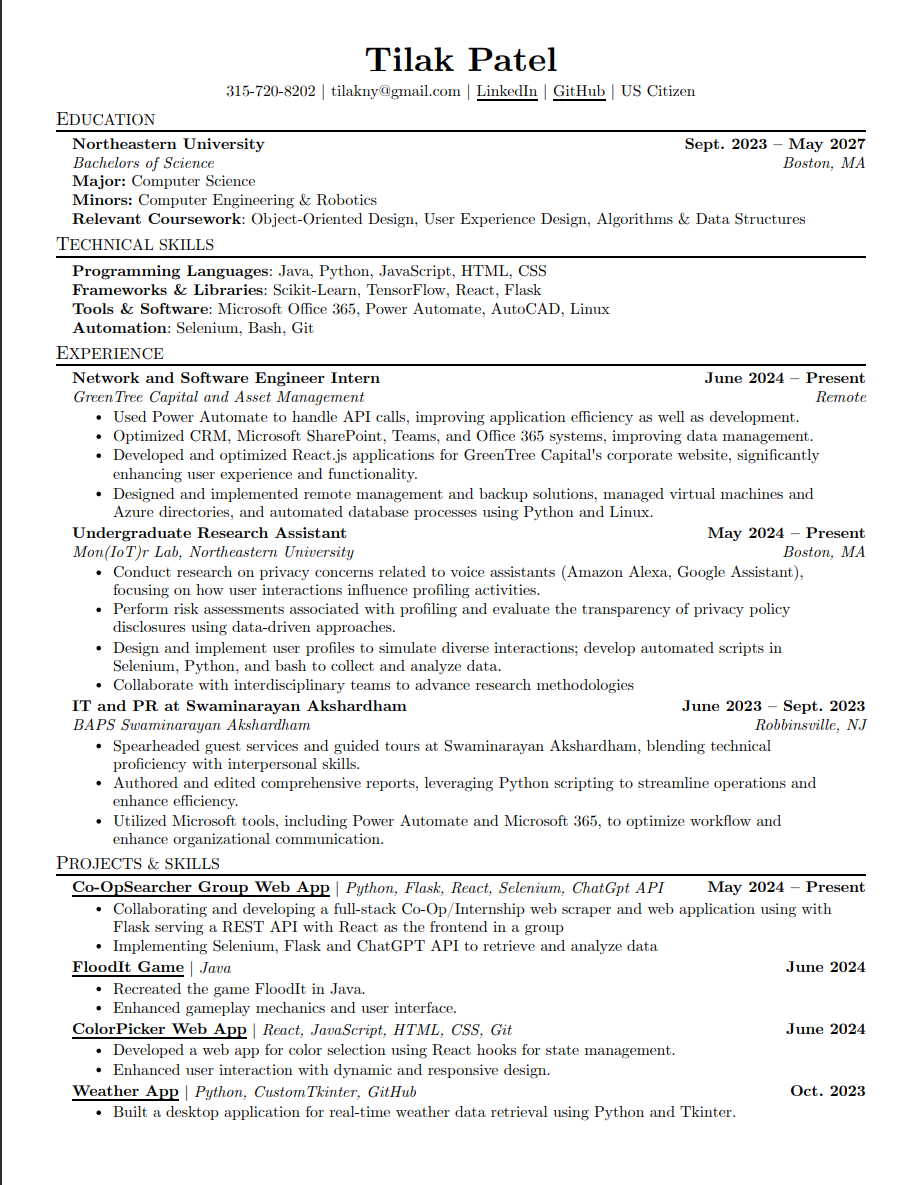 Tilak Patel
315-720-8202 | tilakny@gmail.com | LinkedIn | GitHub | US Citizen
EDUCATION
Northeastern University Sept. 2023 – May 2027
Bachelors of Science Boston, MA
Major: Computer Science
Minors: Computer Engineering & Robotics
Relevant Coursework: Object-Oriented Design, User Experience Design, Algorithms & Data Structures
TECHNICAL SKILLS
Programming Languages: Java, Python, JavaScript, HTML, CSS
Frameworks & Libraries: Scikit-Learn, TensorFlow, React, Flask
Tools & Software: Microsoft Office 365, Power Automate, AutoCAD, Linux
Automation: Selenium, Bash, Git
EXPERIENCE
Network and Software Engineer Intern June 2024 – Present
GreenTree Capital and Asset Management Remote
• Used Power Automate to handle API calls, improving application efficiency as well as development.
• Optimized CRM, Microsoft SharePoint, Teams, and Office 365 systems, improving data management.
• Developed and optimized React.js applications for GreenTree Capital's corporate website, significantly
enhancing user experience and functionality.
• Designed and implemented remote management and backup solutions, managed virtual machines and
Azure directories, and automated database processes using Python and Linux.
Undergraduate Research Assistant May 2024 – Present
Mon(IoT)r Lab, Northeastern University Boston, MA
• Conduct research on privacy concerns related to voice assistants (Amazon Alexa, Google Assistant),
focusing on how user interactions influence profiling activities.
• Perform risk assessments associated with profiling and evaluate the transparency of privacy policy
disclosures using data-driven approaches.
• Design and implement user profiles to simulate diverse interactions; develop automated scripts in
Selenium, Python, and bash to collect and analyze data.
• Collaborate with interdisciplinary teams to advance research methodologies
IT and PR at Swaminarayan Akshardham June 2023 – Sept. 2023
BAPS Swaminarayan Akshardham Robbinsville, NJ
• Spearheaded guest services and guided tours at Swaminarayan Akshardham, blending technical
proficiency with interpersonal skills.
• Authored and edited comprehensive reports, leveraging Python scripting to streamline operations and
enhance efficiency.
• Utilized Microsoft tools, including Power Automate and Microsoft 365, to optimize workflow and
enhance organizational communication.
PROJECTS & SKILLS
Co-OpSearcher Group Web App | Python, Flask, React, Selenium, ChatGpt API May 2024 – Present
• Collaborating and developing a full-stack Co-Op/Internship web scraper and web application using with
Flask serving a REST API with React as the frontend in a group
• Implementing Selenium, Flask and ChatGPT API to retrieve and analyze data
FloodIt Game | Java June 2024
• Recreated the game FloodIt in Java.
• Enhanced gameplay mechanics and user interface.
ColorPicker Web App | React, JavaScript, HTML, CSS, Git June 2024
• Developed a web app for color selection using React hooks for state management.
• Enhanced user interaction with dynamic and responsive design.
Weather App | Python, CustomTkinter, GitHub Oct. 2023
• Built a desktop application for real-time weather data retrieval using Python and Tkinter.